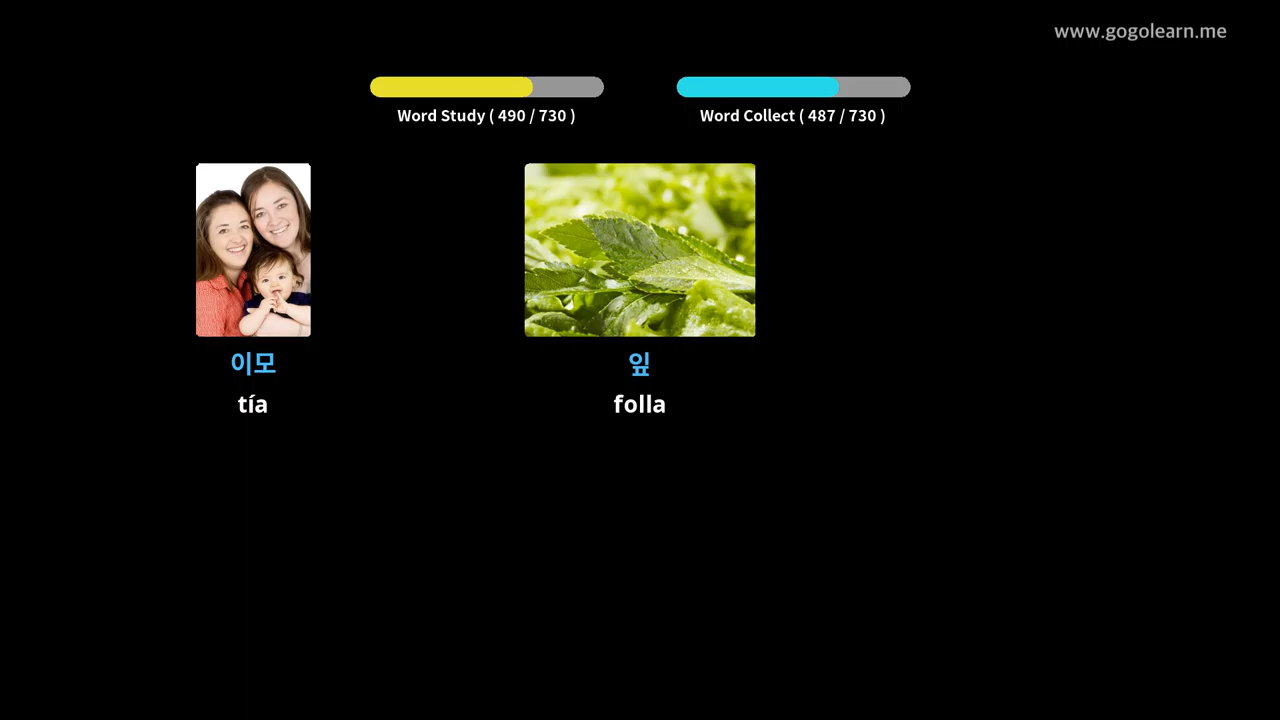 www.gogolearn.me
Word Study ( 490 / 730 )
Word Collect ( 487 / 730 )
이모
tía
잎
folla